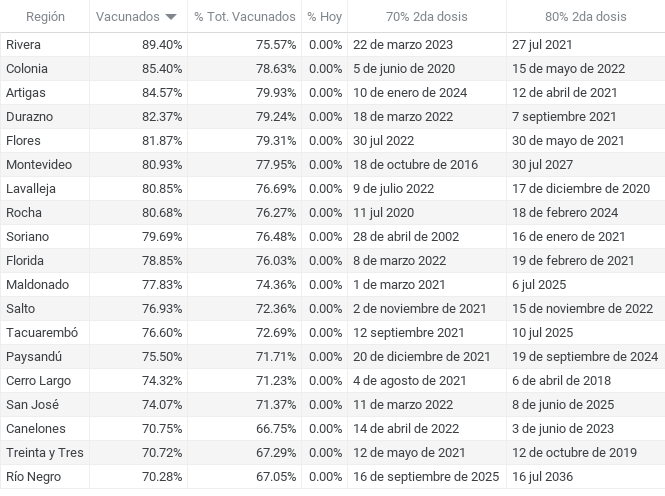 Región Vacunados % Tot. Vacunados % Hoy 70% 2da dosis 80% 2da dosis
Rivera 89.40% 75.57% 0.00% 22 de marzo 2023 27 jul 2021
Colonia 85.40% 78.63% 0.00% 5 de junio de 2020 15 de mayo de 2022
Artigas 84.57% 79.93% 0.00% 10 de enero de 2024 12 de abril de 2021
Durazno 82.37% 79.24% 0.00% 18 de marzo 2022 7 septiembre 2021
Flores 81.87% 79.31% 0.00% 30 jul 2022 30 de mayo de 2021
Montevideo 80.93% 77.95% 0.00% 18 de octubre de 2016 30 jul 2027
Lavalleja 80.85% 76.69% 0.00% 9 de julio 2022 17 de diciembre de 2020
Rocha 80.68% 76.27% 0.00% 11 jul 2020 18 de febrero 2024
Soriano 79.69% 76.48% 0.00% 28 de abril de 2002 16 de enero de 2021
Florida 78.85% 76.03% 0.00% 8 de marzo 2022 19 de febrero de 2021
Maldonado 77.83% 74.36% 0.00% 1 de marzo 2021 6 jul 2025
Salto 76.93% 72.36% 0.00% 2 de noviembre de 2021 15 de noviembre de 2022
Tacuarembó 76.60% 72.69% 0.00% 12 septiembre 2021 10 jul 2025
Paysandú 75.50% 71.71% 0.00% 20 de diciembre de 2021 19 de septiembre de 2024
Cerro Largo 74.32% 71.23% 0.00% 4 de agosto de 2021 6 de abril de 2018
San José 74.07% 71.37% 0.00% 11 de marzo 2022 8 de junio de 2025
Canelones 70.75% 66.75% 0.00% 14 de abril de 2022 3 de junio de 2023
Treinta y Tres 70.72% 67.29% 0.00% 12 de mayo de 2021 12 de octubre de 2019
Río Negro 70.28% 67.05% 0.00% 16 de septiembre de 2025 16 jul 2036